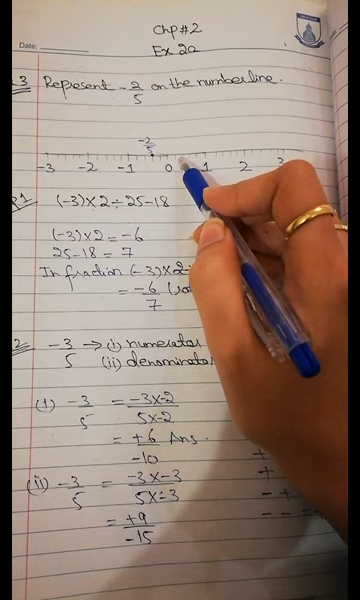 Chp#2
Date:
Ex 2a
Q.3 Represent -2/5 on the number line.
-2/5
-3 -2 -1 0 1 2 3
(-3)×2÷25-18
(-3)×2 = -6
25-18 = 7
In fraction (-3)×2
= -6/7
-3/5 → (i) numerator
(ii) denominator
(i) -3/5 = -3×-2/5×-2
= +6/-10 Ans.
(ii) -3/5 = -3×-3/5×-3
= +9/-15